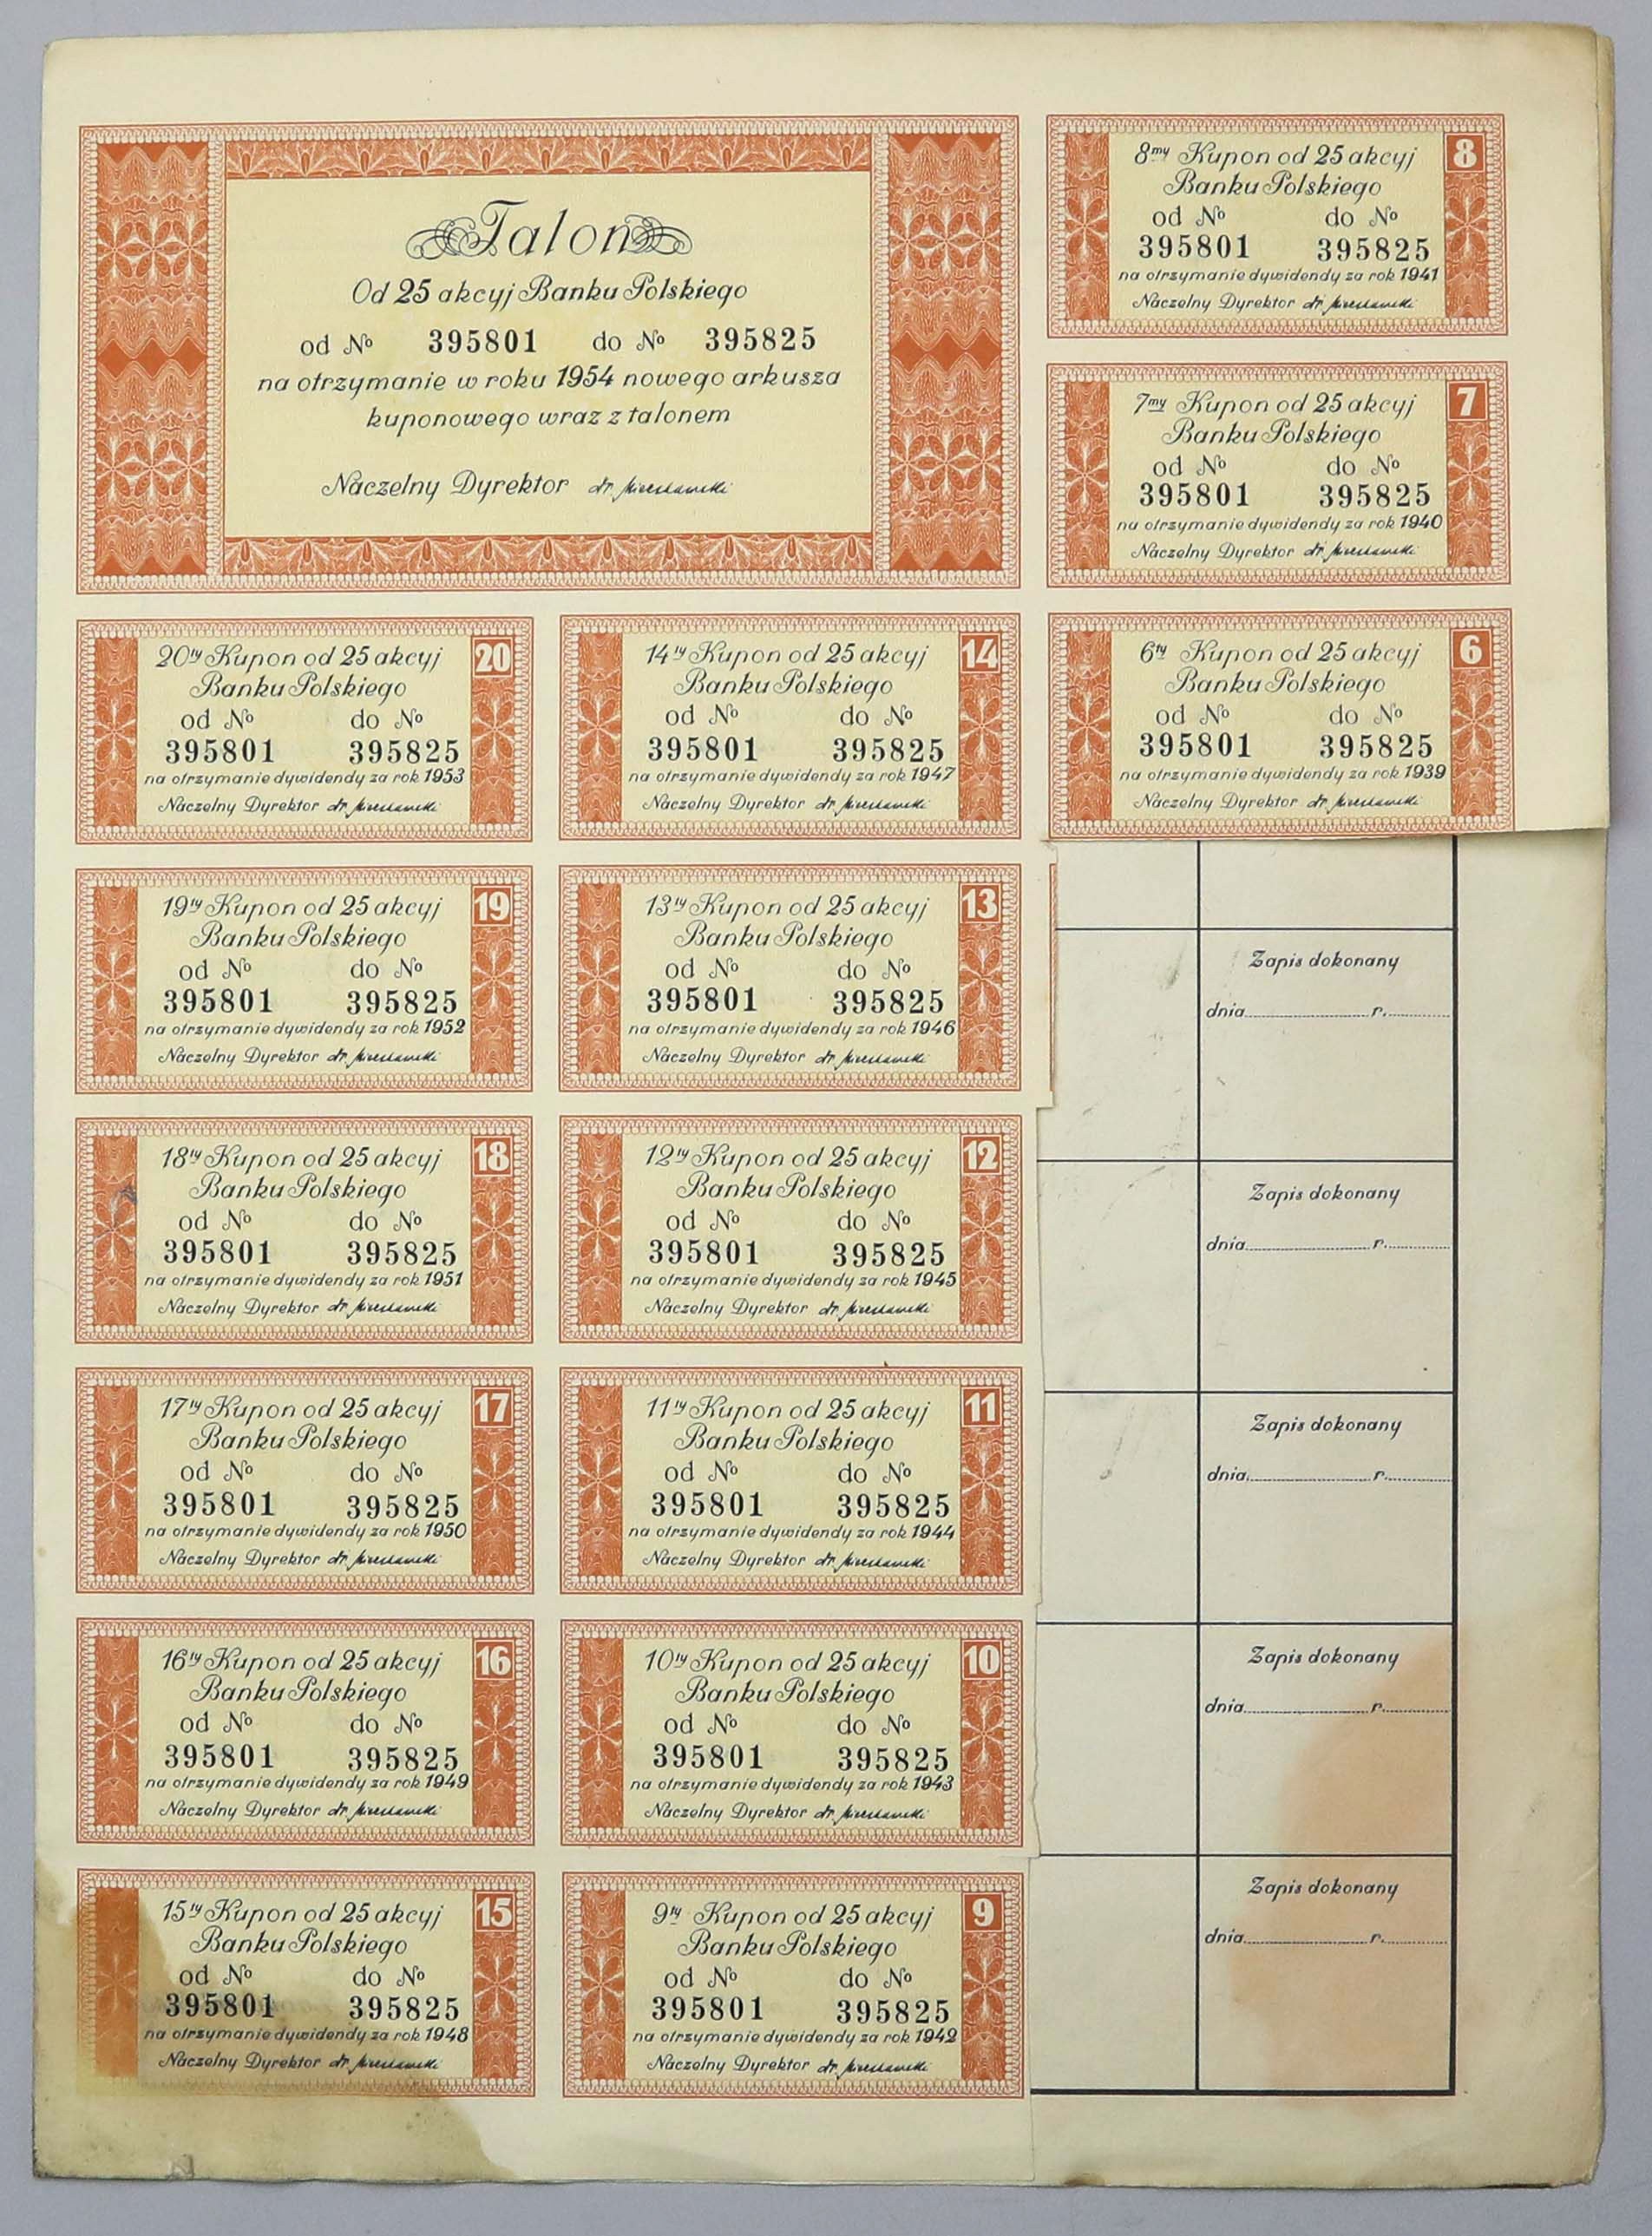 Talon
Od 25 akcyj Banku Polskiego
od № 395801 do № 395825
na otrzymanie w roku 1954 nowego arkusza
kuponowego wraz z talonem
Naczelny Dyrektor dr
8my Kupon od 25 akcyj 8
Banku Polskiego
od № do №
395801 395825
na otrzymanie dywidendy za rok 1941
Naczelny Dyrektor dr
7my Kupon od 25 akcyj 7
Banku Polskiego
od № do №
395801 395825
na otrzymanie dywidendy za rok 1940
Naczelny Dyrektor dr
20ty Kupon od 25 akcyj 20
Banku Polskiego
od № do №
395801 395825
na otrzymanie dywidendy za rok 1953
Naczelny Dyrektor dr
14ty Kupon od 25 akcyj 14
Banku Polskiego
od № do №
395801 395825
na otrzymanie dywidendy za rok 1947
Naczelny Dyrektor dr
6ty Kupon od 25 akcyj 6
Banku Polskiego
od № do №
395801 395825
na otrzymanie dywidendy za rok 1939
Naczelny Dyrektor dr
19ty Kupon od 25 akcyj 19
Banku Polskiego
od № do №
395801 395825
na otrzymanie dywidendy za rok 1952
Naczelny Dyrektor dr
13ty Kupon od 25 akcyj 13
Banku Polskiego
od № do №
395801 395825
na otrzymanie dywidendy za rok 1946
Naczelny Dyrektor dr
Zapis dokonany
dnia r.
18ty Kupon od 25 akcyj 18
Banku Polskiego
od № do №
395801 395825
na otrzymanie dywidendy za rok 1951
Naczelny Dyrektor dr
12ty Kupon od 25 akcyj 12
Banku Polskiego
od № do №
395801 395825
na otrzymanie dywidendy za rok 1945
Naczelny Dyrektor dr
Zapis dokonany
dnia r.
17ty Kupon od 25 akcyj 17
Banku Polskiego
od № do №
395801 395825
na otrzymanie dywidendy za rok 1950
Naczelny Dyrektor dr
11ty Kupon od 25 akcyj 11
Banku Polskiego
od № do №
395801 395825
na otrzymanie dywidendy za rok 1944
Naczelny Dyrektor dr
Zapis dokonany
dnia r.
16ty Kupon od 25 akcyj 16
Banku Polskiego
od № do №
395801 395825
na otrzymanie dywidendy za rok 1949
Naczelny Dyrektor dr
10ty Kupon od 25 akcyj 10
Banku Polskiego
od № do №
395801 395825
na otrzymanie dywidendy za rok 1943
Naczelny Dyrektor dr
Zapis dokonany
dnia r.
15ty Kupon od 25 akcyj 15
Banku Polskiego
od № do №
395801 395825
na otrzymanie dywidendy za rok 1948
Naczelny Dyrektor dr
9ty Kupon od 25 akcyj 9
Banku Polskiego
od № do №
395801 395825
na otrzymanie dywidendy za rok 1942
Naczelny Dyrektor dr
Zapis dokonany
dnia r.